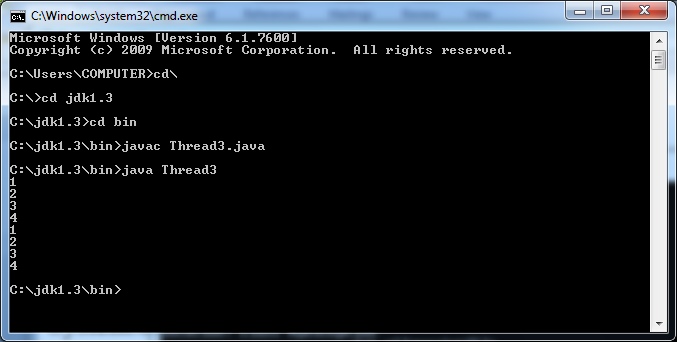 C:\Windows\system32\cmd.exe
Microsoft Windows [Version 6.1.7600]
Copyright (c) 2009 Microsoft Corporation.  All rights reserved.
C:\Users\COMPUTER>cd\
C:\>cd jdk1.3
C:\jdk1.3>cd bin
C:\jdk1.3\bin>javac Thread3.java
C:\jdk1.3\bin>java Thread3
1
2
3
4
1
2
3
4
C:\jdk1.3\bin>